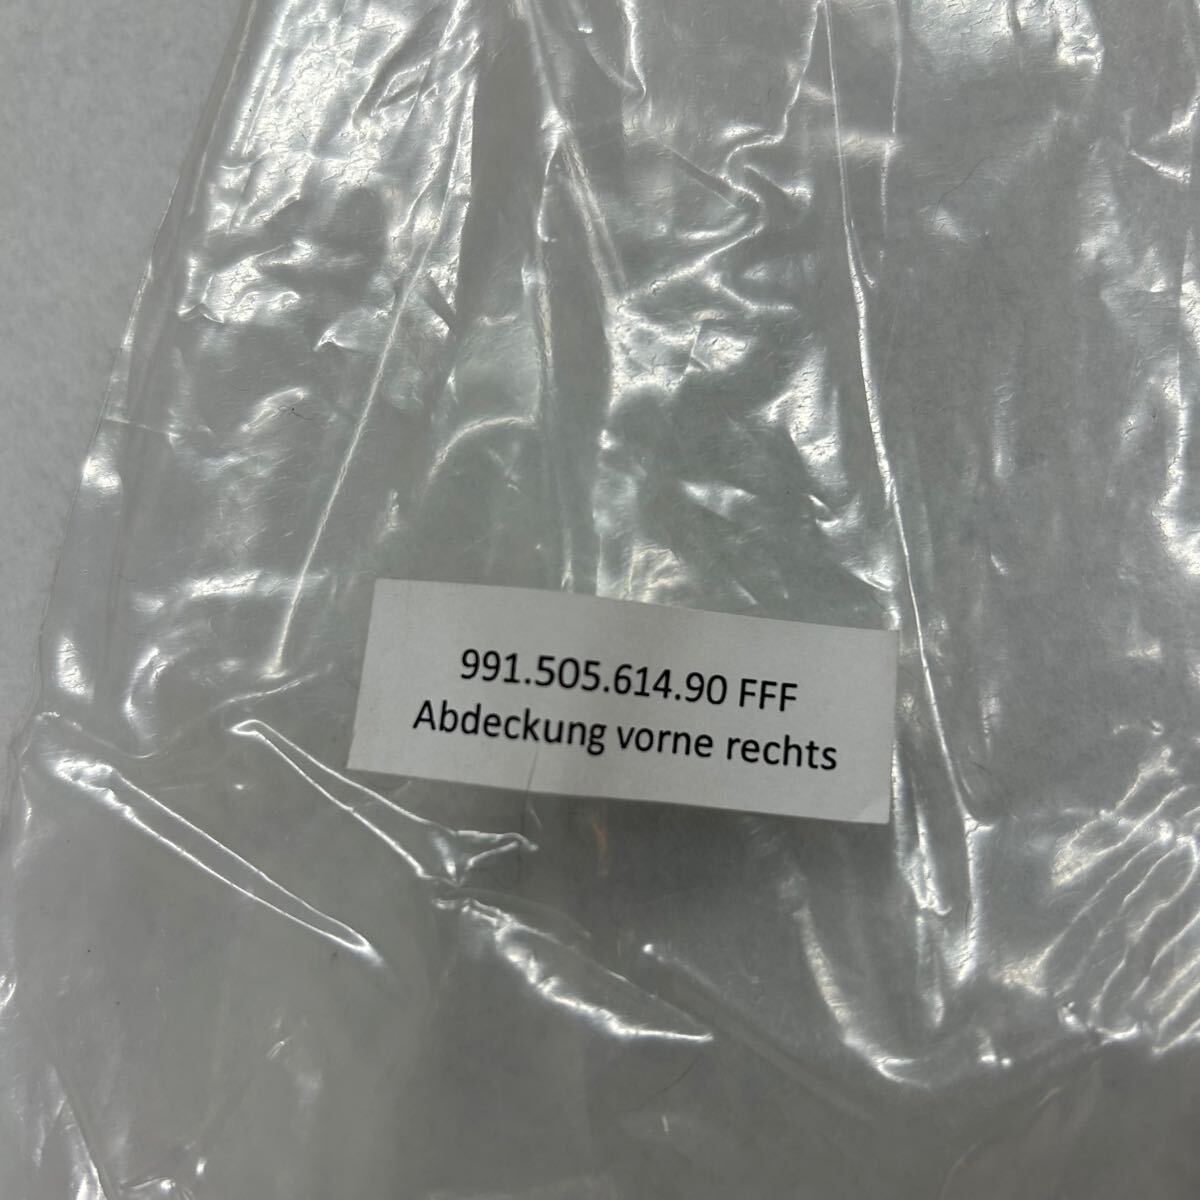 991.505.614.90 FFF
Abdeckung vorne rechts